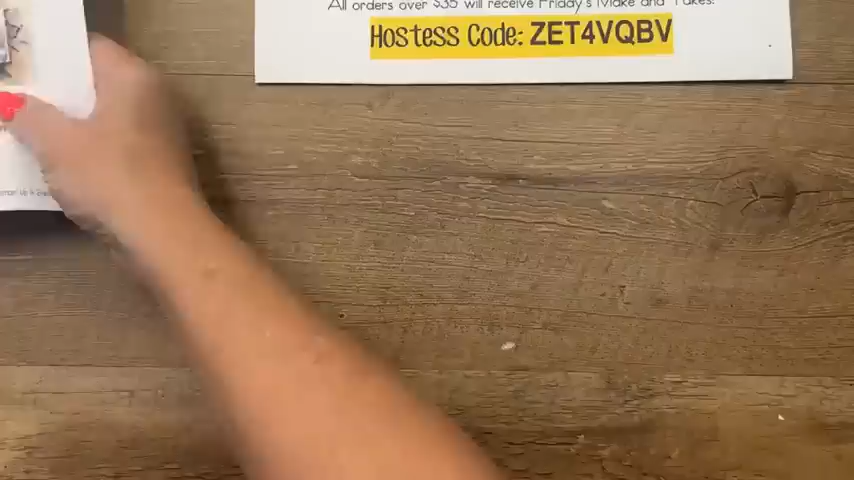 All orders over $35 will receive Friday's Make and Takes!
Hostess Code: ZET4VQBV